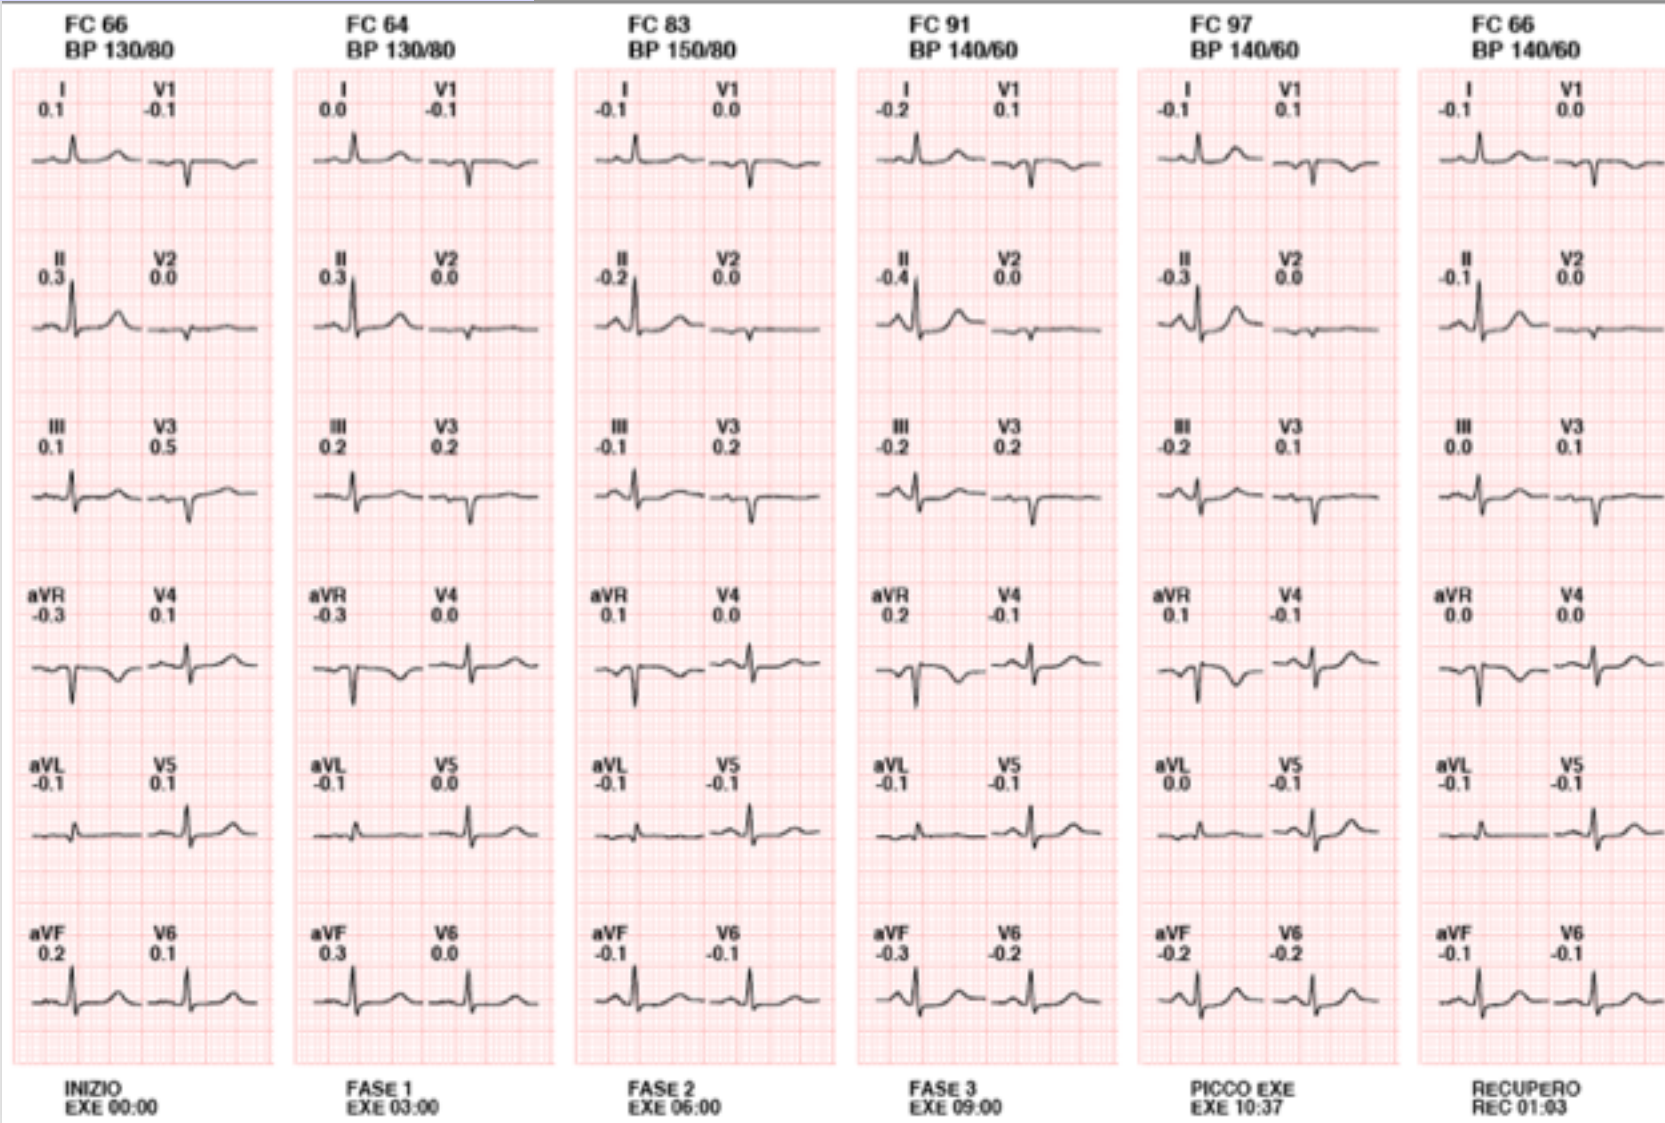 FC 66
BP 130/80
I V1
0.1 -0.1
II V2
0.3 0.0
III V3
0.1 0.5
aVR V4
-0.3 0.1
aVL V5
-0.1 0.1
aVF V6
0.2 0.1
INIZIO
EXE 00:00
FC 64
BP 130/80
I V1
0.0 -0.1
II V2
0.3 0.0
III V3
0.2 0.2
aVR V4
-0.3 0.0
aVL V5
-0.1 0.0
aVF V6
0.3 0.0
FASE 1
EXE 03:00
FC 83
BP 150/80
I V1
-0.1 0.0
II V2
-0.2 0.0
III V3
-0.1 0.2
aVR V4
0.1 0.0
aVL V5
-0.1 -0.1
aVF V6
-0.1 -0.1
FASE 2
EXE 06:00
FC 91
BP 140/60
I V1
-0.2 0.1
II V2
-0.4 0.0
III V3
-0.2 0.2
aVR V4
0.2 -0.1
aVL V5
-0.1 -0.1
aVF V6
-0.3 -0.2
FASE 3
EXE 09:00
FC 97
BP 140/60
I V1
-0.1 0.1
II V2
-0.3 0.0
III V3
-0.2 0.1
aVR V4
0.1 -0.1
aVL V5
0.0 -0.1
aVF V6
-0.2 -0.2
PICCO EXE
EXE 10:37
FC 66
BP 140/60
I V1
-0.1 0.0
II V2
-0.1 0.0
III V3
0.0 0.1
aVR V4
0.0 0.0
aVL V5
-0.1 -0.1
aVF V6
-0.1 -0.1
RECUPERO
REC 01:03